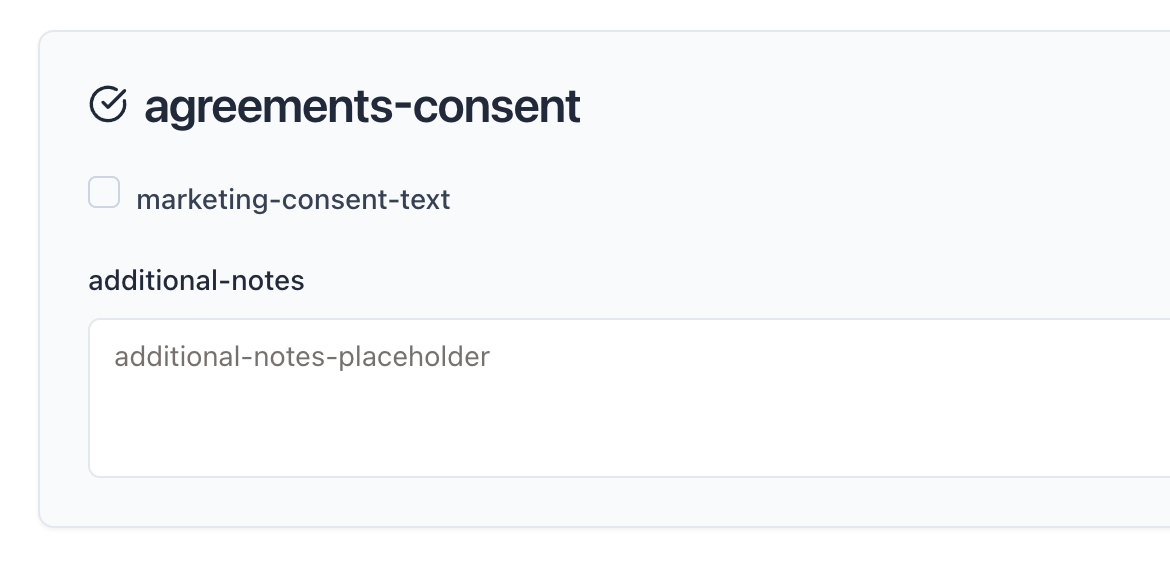 agreements-consent
marketing-consent-text
additional-notes
additional-notes-placeholder